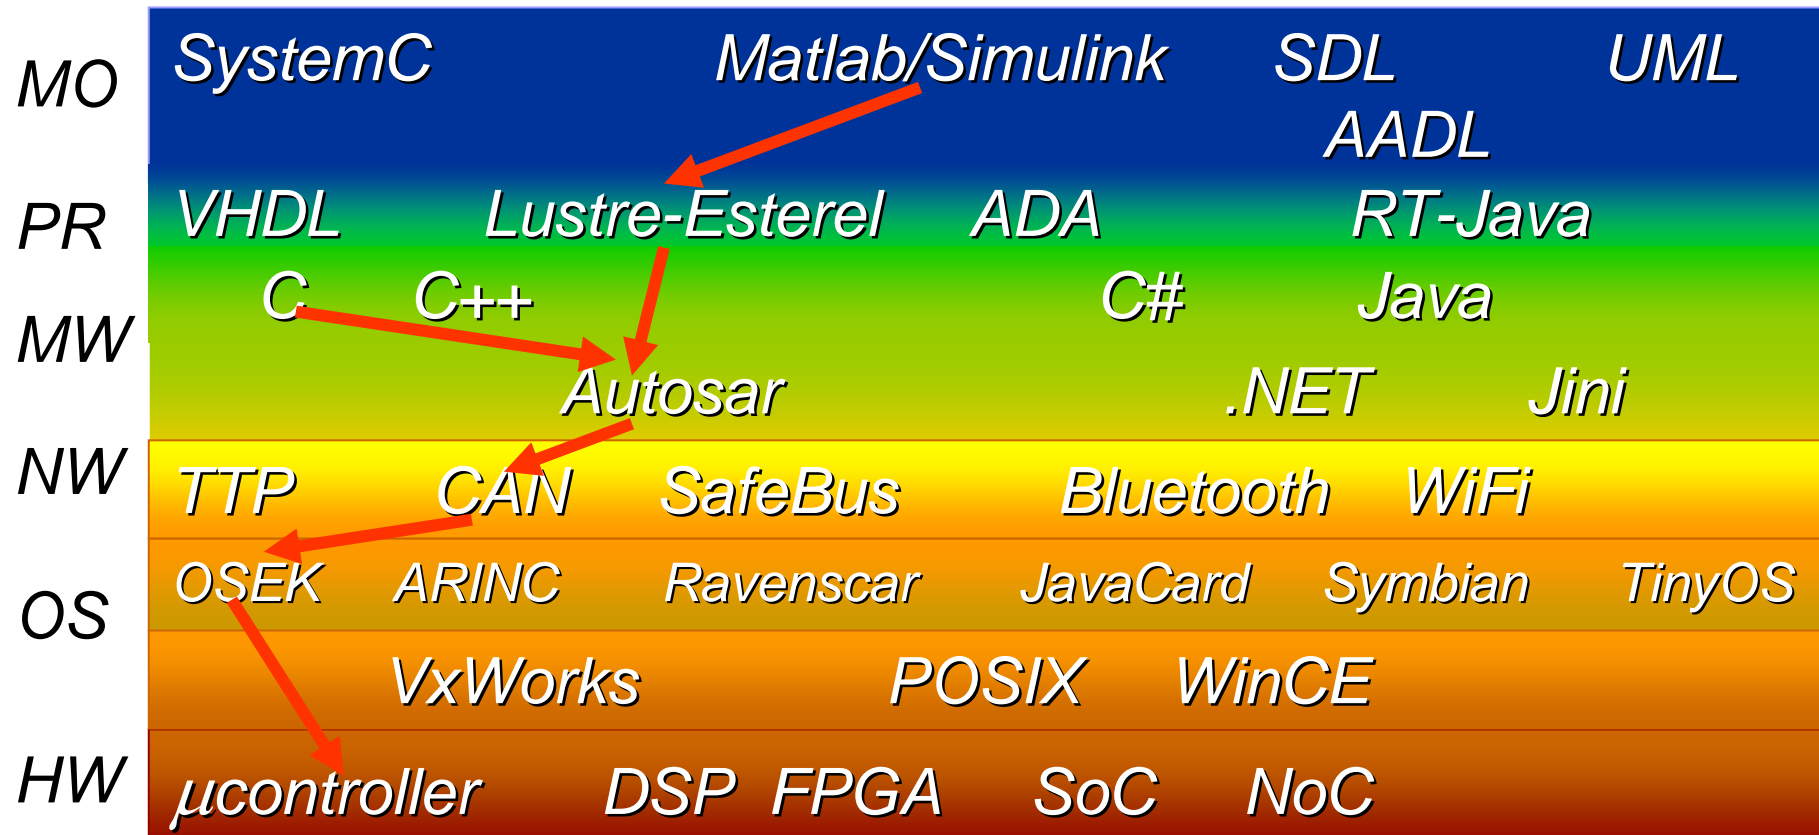 MO SystemC Matlab/Simulink SDL UML
AADL
PR VHDL Lustre-Esterel ADA RT-Java
C C++ C# Java
MW
Autosar .NET Jini
NW TTP CAN SafeBus Bluetooth WiFi
OS OSEK ARINC Ravenscar JavaCard Symbian TinyOS
VxWorks POSIX WinCE
HW μcontroller DSP FPGA SoC NoC